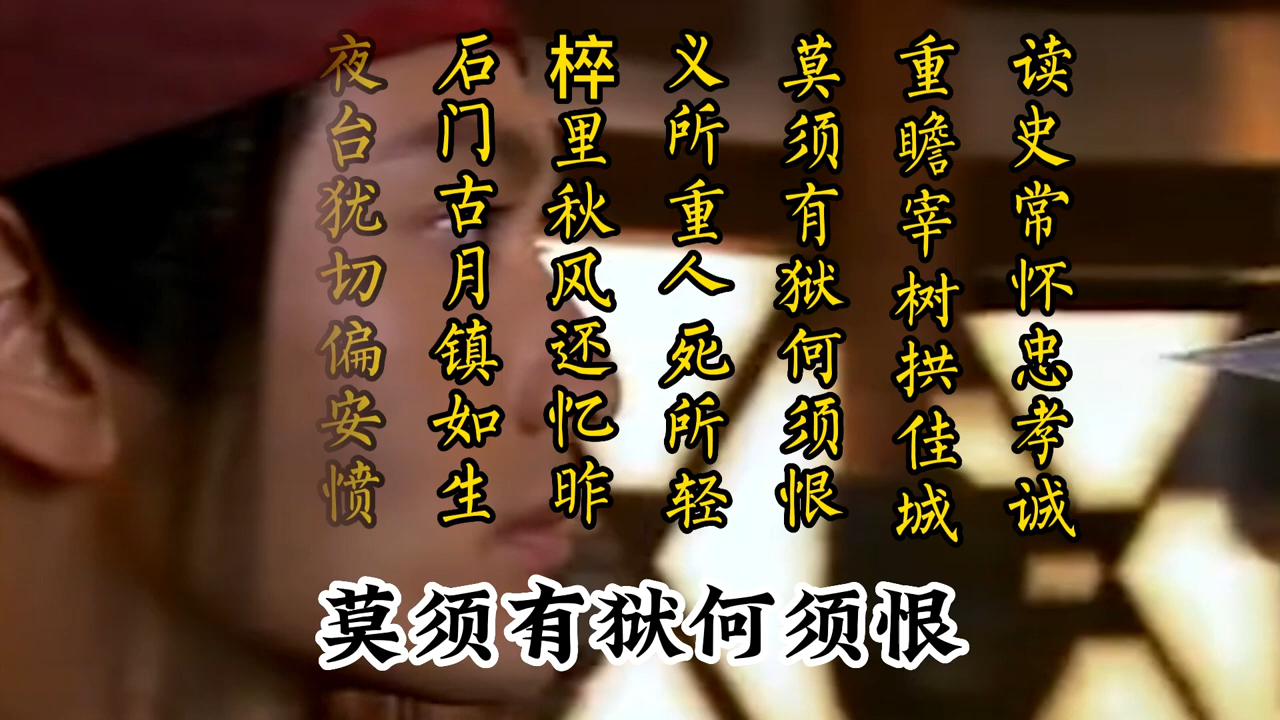 读史常怀忠孝诚
重瞻宰树拱佳城
莫须有狱何须恨
义所重人死所轻
梓里秋风还忆昨
石门古月镇如生
夜台犹切偏安愤
莫须有狱何须恨